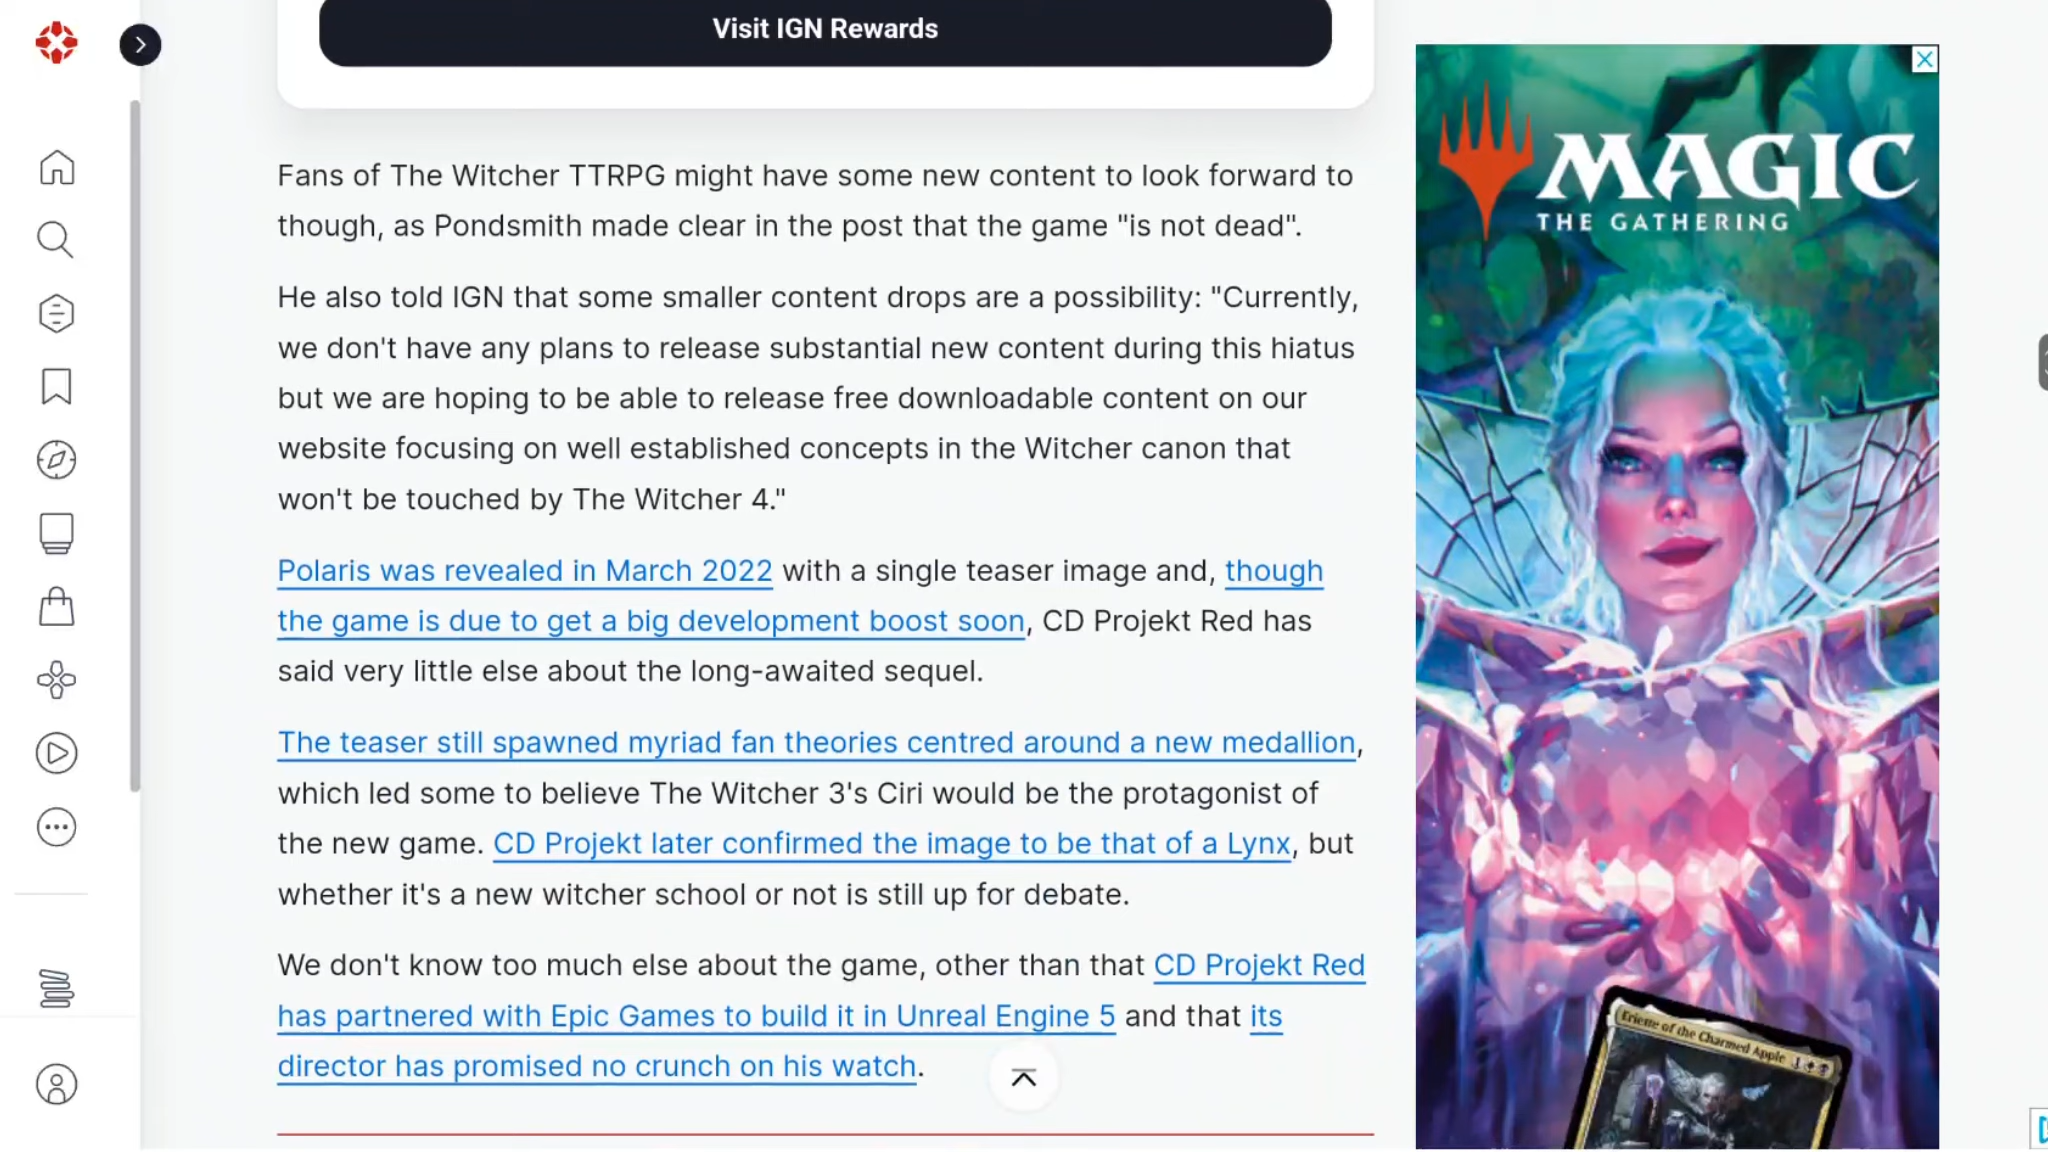 Visit IGN Rewards
Fans of The Witcher TTRPG might have some new content to look forward to
though, as Pondsmith made clear in the post that the game "is not dead".
He also told IGN that some smaller content drops are a possibility: "Currently,
we don't have any plans to release substantial new content during this hiatus
but we are hoping to be able to release free downloadable content on our
website focusing on well established concepts in the Witcher canon that
won't be touched by The Witcher 4."
Polaris was revealed in March 2022 with a single teaser image and, though
the game is due to get a big development boost soon, CD Projekt Red has
said very little else about the long-awaited sequel.
The teaser still spawned myriad fan theories centred around a new medallion,
which led some to believe The Witcher 3's Ciri would be the protagonist of
the new game. CD Projekt later confirmed the image to be that of a Lynx, but
whether it's a new witcher school or not is still up for debate.
We don't know too much else about the game, other than that CD Projekt Red
has partnered with Epic Games to build it in Unreal Engine 5 and that its
director has promised no crunch on his watch.
MAGIC
THE GATHERING
Eriette of the Charmed Apple